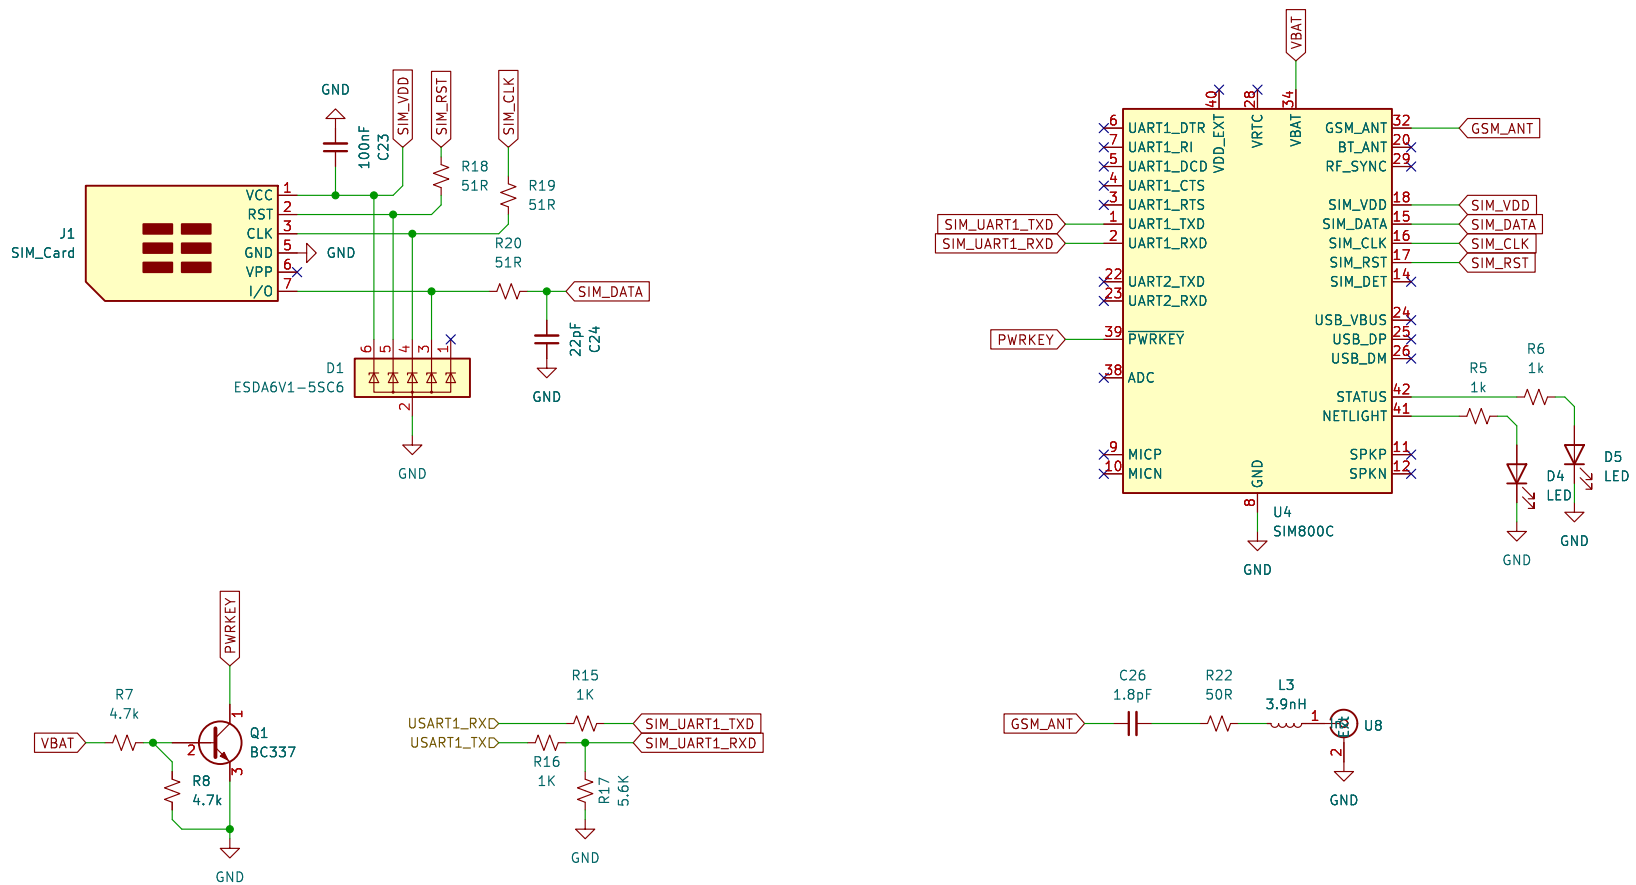 GND
100nF
C23
SIM_VDD
SIM_RST
SIM_CLK
R18
51R
R19
51R
J1
SIM_Card
VCC 1
RST 2
CLK 3
GND 5
VPP 6
I/O 7
GND
R20
51R
SIM_DATA
22pF
C24
GND
6 5 4 3 1
D1
ESDA6V1-5SC6
2
GND
VBAT
40
28
34
VDD_EXT
VRTC
VBAT
6 UART1_DTR
7 UART1_RI
5 UART1_DCD
4 UART1_CTS
3 UART1_RTS
SIM_UART1_TXD 1 UART1_TXD
SIM_UART1_RXD 2 UART1_RXD
22 UART2_TXD
23 UART2_RXD
PWRKEY 39 PWRKEY
38 ADC
9 MICP
10 MICN
GSM_ANT 32 GSM_ANT
BT_ANT 20
RF_SYNC 29
SIM_VDD 18 SIM_VDD
SIM_DATA 15 SIM_DATA
SIM_CLK 16 SIM_CLK
SIM_RST 17 SIM_RST
SIM_DET 14
USB_VBUS 24
USB_DP 25
USB_DM 26
STATUS 42
NETLIGHT 41
SPKP 11
SPKN 12
GND
8
U4
SIM800C
GND
R5
1k
R6
1k
D4
LED
GND
D5
LED
GND
PWRKEY
R7
4.7k
VBAT
1
2
3
Q1
BC337
R8
4.7k
GND
R15
1K
USART1_RX
SIM_UART1_TXD
USART1_TX
SIM_UART1_RXD
R16
1K
R17
5.6K
GND
GSM_ANT
C26
1.8pF
R22
50R
L3
3.9nH
1
U8
2
GND